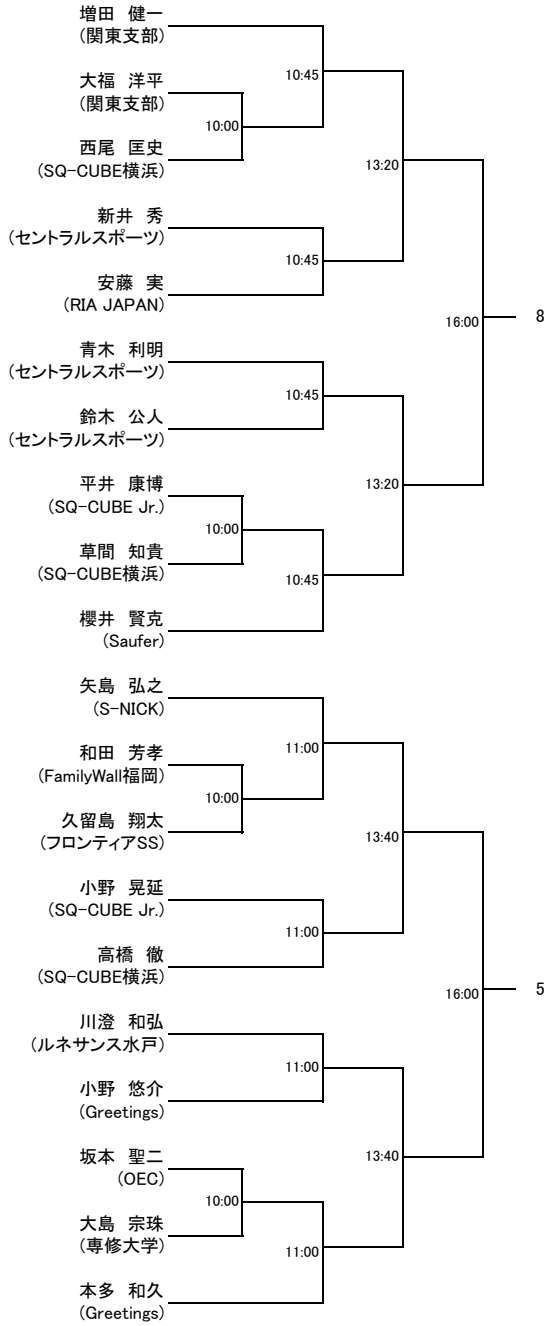 増田 健一
(関東支部)
10:45
大福 洋平
(関東支部)
10:00
西尾 匡史
(SQ-CUBE横浜)
13:20
新井 秀
(セントラルスポーツ)
10:45
安藤 実
(RIA JAPAN)
16:00
8
青木 利明
(セントラルスポーツ)
10:45
鈴木 公人
(セントラルスポーツ)
13:20
平井 康博
(SQ-CUBE Jr.)
10:00
草間 知貴
(SQ-CUBE横浜)
10:45
櫻井 賢克
(Saufer)
矢島 弘之
(S-NICK)
11:00
和田 芳孝
(FamilyWall福岡)
10:00
久留島 翔太
(フロンティアSS)
13:40
小野 晃延
(SQ-CUBE Jr.)
11:00
高橋 徹
(SQ-CUBE横浜)
16:00
5
川澄 和弘
(ルネサンス水戸)
11:00
小野 悠介
(Greetings)
13:40
坂本 聖二
(OEC)
10:00
大島 宗珠
(専修大学)
11:00
本多 和久
(Greetings)